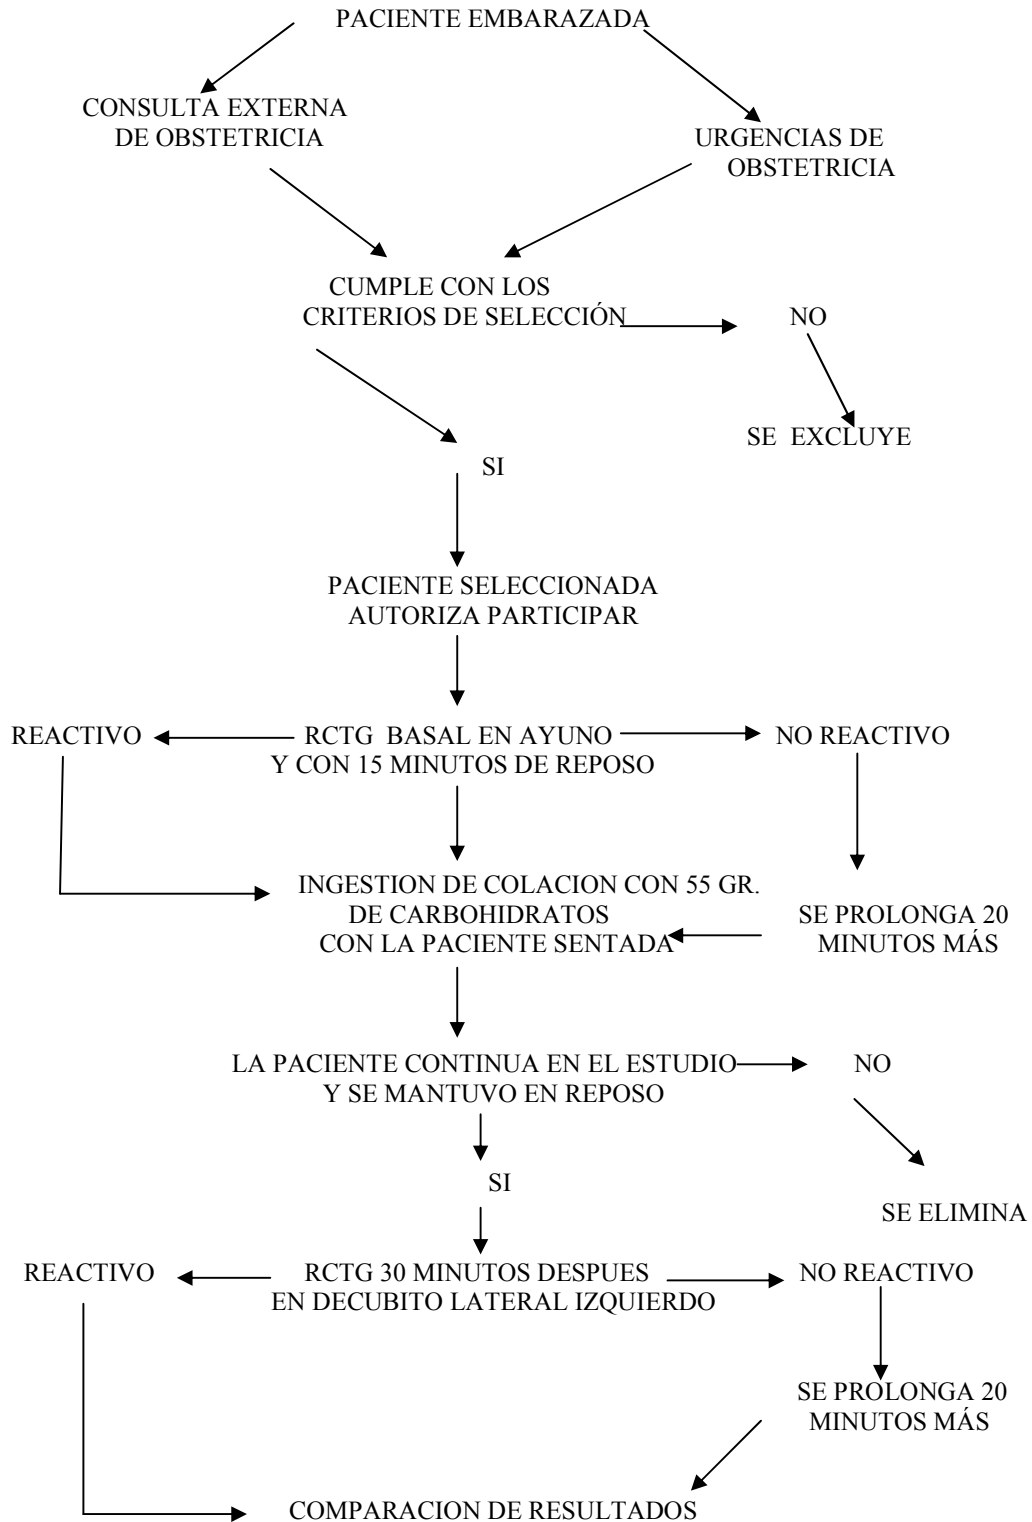 PACIENTE EMBARAZADA
CONSULTA EXTERNA
DE OBSTETRICIA
URGENCIAS DE
OBSTETRICIA
CUMPLE CON LOS
CRITERIOS DE SELECCIÓN
NO
SE EXCLUYE
SI
PACIENTE SELECCIONADA
AUTORIZA PARTICIPAR
REACTIVO
RCTG BASAL EN AYUNO
Y CON 15 MINUTOS DE REPOSO
NO REACTIVO
INGESTION DE COLACION CON 55 GR.
DE CARBOHIDRATOS
CON LA PACIENTE SENTADA
SE PROLONGA 20
MINUTOS MÁS
LA PACIENTE CONTINUA EN EL ESTUDIO
Y SE MANTUVO EN REPOSO
NO
SI
SE ELIMINA
REACTIVO
RCTG 30 MINUTOS DESPUES
EN DECUBITO LATERAL IZQUIERDO
NO REACTIVO
SE PROLONGA 20
MINUTOS MÁS
COMPARACION DE RESULTADOS